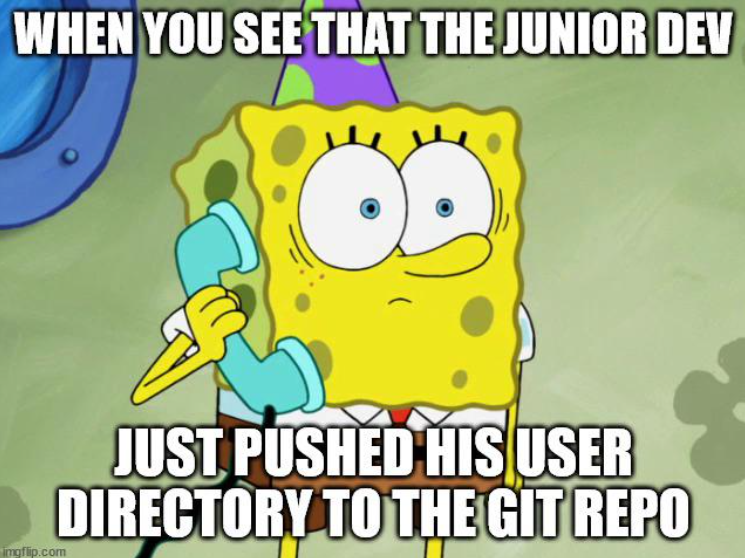 WHEN YOU SEE THAT THE JUNIOR DEV
JUST PUSHED HIS USER
DIRECTORY TO THE GIT REPO
imgflip.com